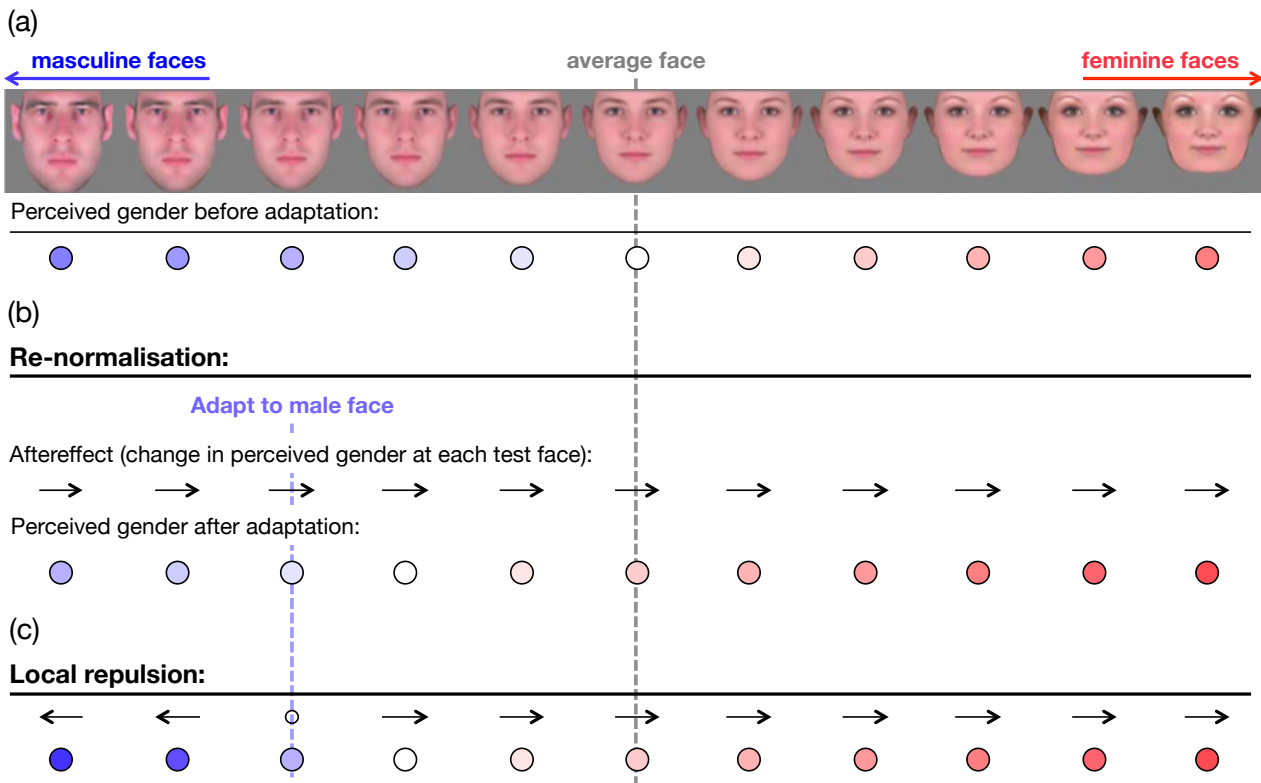 (a)
masculine faces
average face
feminine faces
Perceived gender before adaptation:
(b)
Re-normalisation:
Adapt to male face
Aftereffect (change in perceived gender at each test face):
Perceived gender after adaptation:
(c)
Local repulsion: